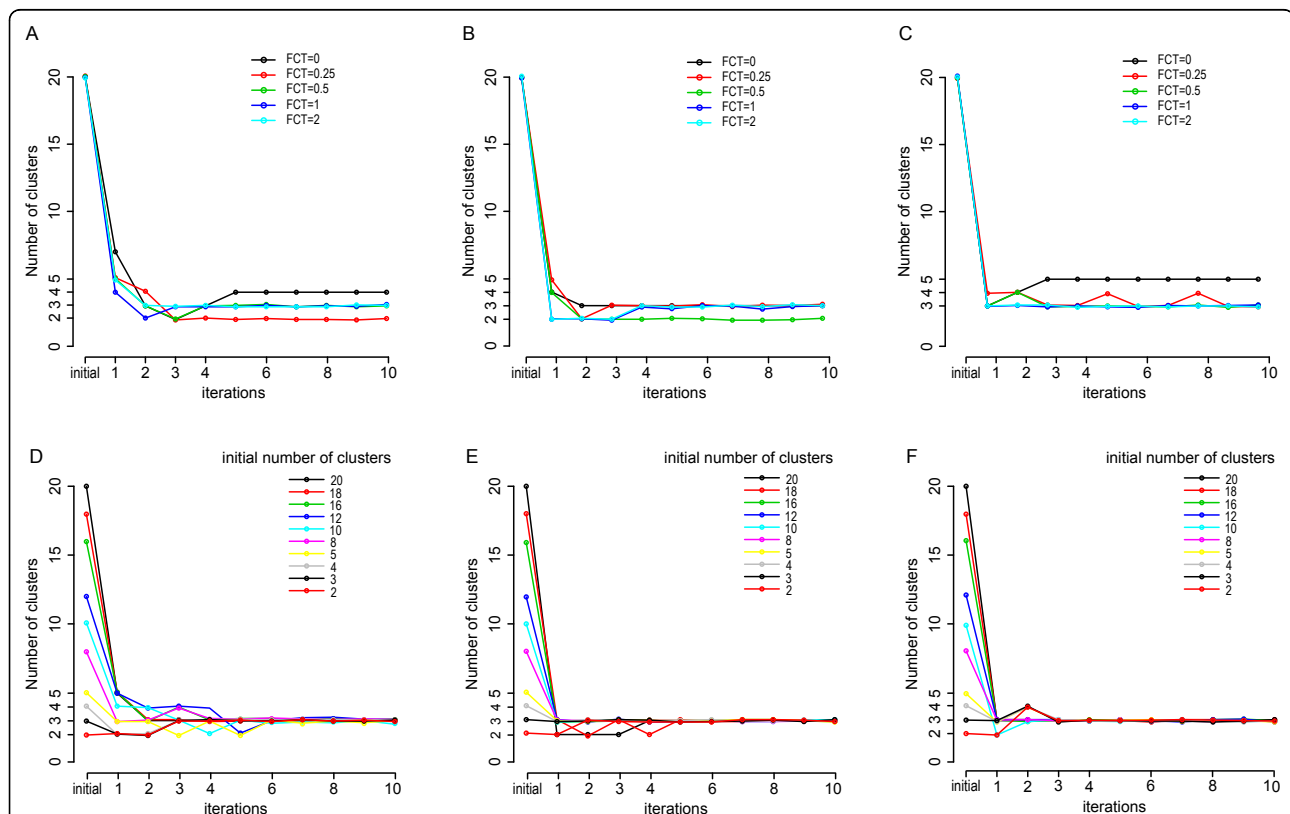 A
FCT=0
FCT=0.25
FCT=0.5
FCT=1
FCT=2
Number of clusters
20
15
10
5
4
3
2
0
initial 1 2 3 4 6 8 10
iterations
B
FCT=0
FCT=0.25
FCT=0.5
FCT=1
FCT=2
Number of clusters
20
15
10
5
4
3
2
0
initial 1 2 3 4 6 8 10
iterations
C
FCT=0
FCT=0.25
FCT=0.5
FCT=1
FCT=2
Number of clusters
20
15
10
5
4
3
2
0
initial 1 2 3 4 6 8 10
iterations
D
initial number of clusters
20
18
16
12
10
8
5
4
3
2
Number of clusters
20
15
10
5
4
3
2
0
initial 1 2 3 4 6 8 10
iterations
E
initial number of clusters
20
18
16
12
10
8
5
4
3
2
Number of clusters
20
15
10
5
4
3
2
0
initial 1 2 3 4 6 8 10
iterations
F
initial number of clusters
20
18
16
12
10
8
5
4
3
2
Number of clusters
20
15
10
5
4
3
2
0
initial 1 2 3 4 6 8 10
iterations